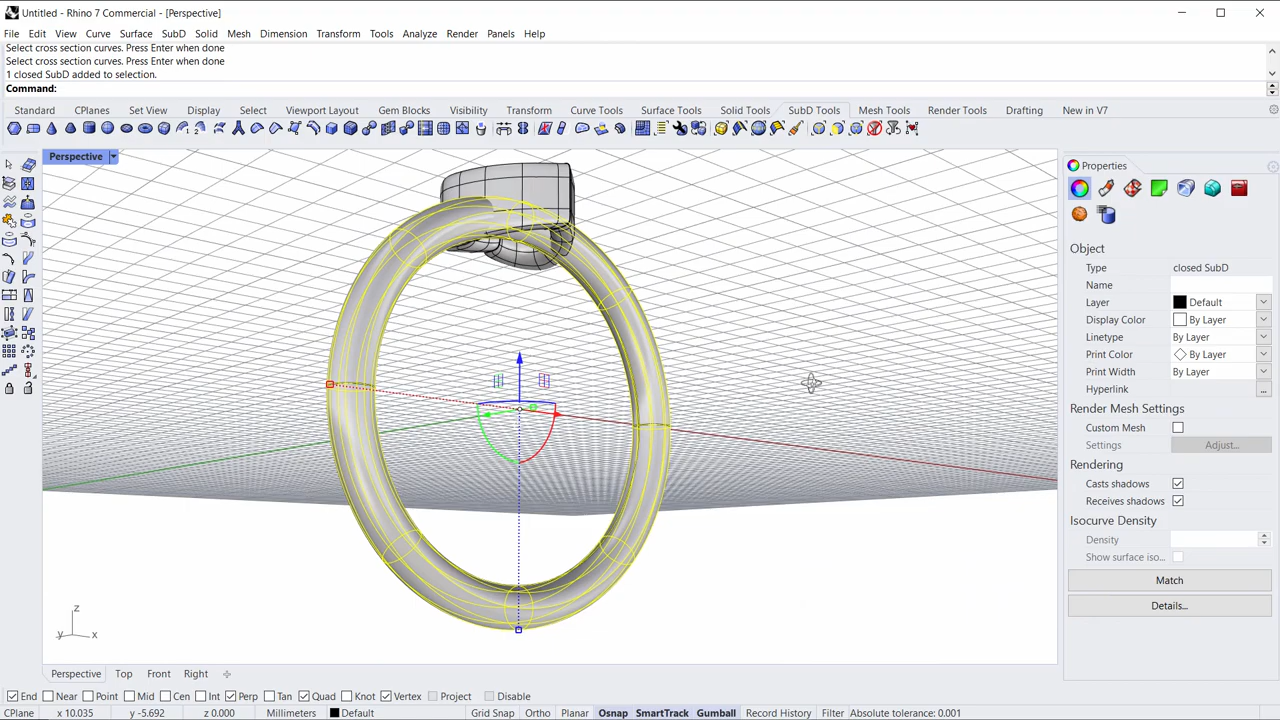 Untitled - Rhino 7 Commercial - [Perspective]
File Edit View Curve Surface SubD Solid Mesh Dimension Transform Tools Analyze Render Panels Help
Select cross section curves. Press Enter when done
Select cross section curves. Press Enter when done
1 closed SubD added to selection.
Command:
Standard CPlanes Set View Display Select Viewport Layout Gem Blocks Visibility Transform Curve Tools Surface Tools Solid Tools SubD Tools Mesh Tools Render Tools Drafting New in V7
Perspective
Properties
Object
Type closed SubD
Name
Layer Default
Display Color By Layer
Linetype By Layer
Print Color By Layer
Print Width By Layer
Hyperlink ...
Render Mesh Settings
Custom Mesh
Settings Adjust...
Rendering
Casts shadows
Receives shadows
Isocurve Density
Density
Show surface iso...
Match
Details...
z
y x
Perspective Top Front Right
End Near Point Mid Cen Int Perp Tan Quad Knot Vertex Project Disable
CPlane x 10.035 y -5.692 z 0.000 Millimeters Default Grid Snap Ortho Planar Osnap SmartTrack Gumball Record History Filter Absolute tolerance: 0.001